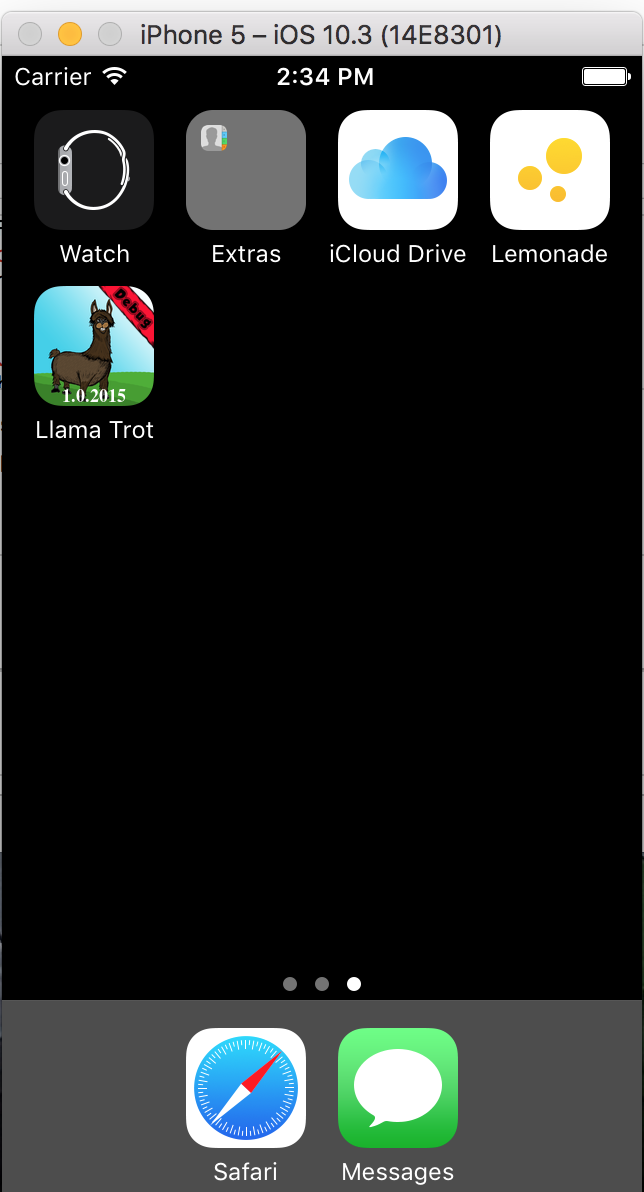 iPhone 5 – iOS 10.3 (14E8301)
Carrier 2:34 PM
Watch Extras iCloud Drive Lemonade
Debug
1.0.2015
Llama Trot
Safari Messages